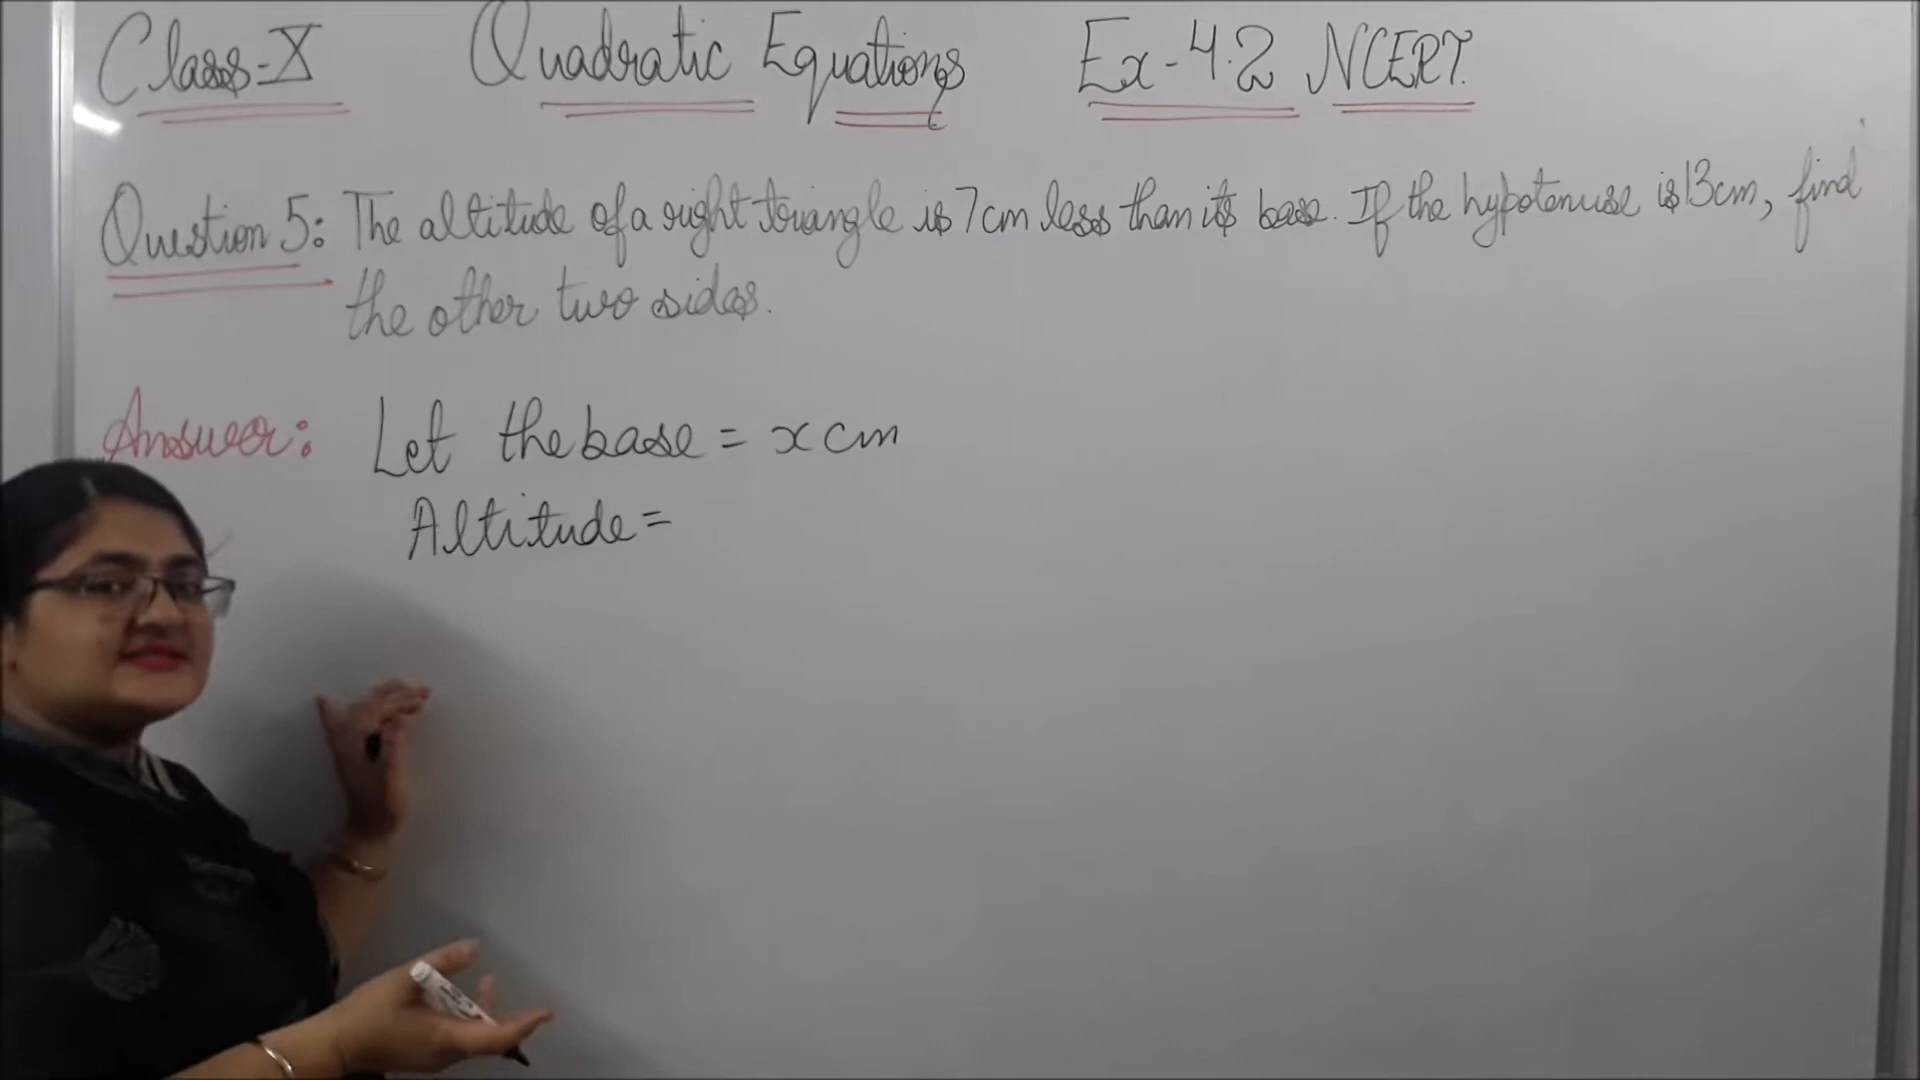 Class-X Quadratic Equations Ex-4.2 NCERT.
Question 5: The altitude of a right triangle is 7cm less than its base. If the hypotenuse is 13cm, find
the other two sides.
Answer: Let the base = x cm
Altitude =